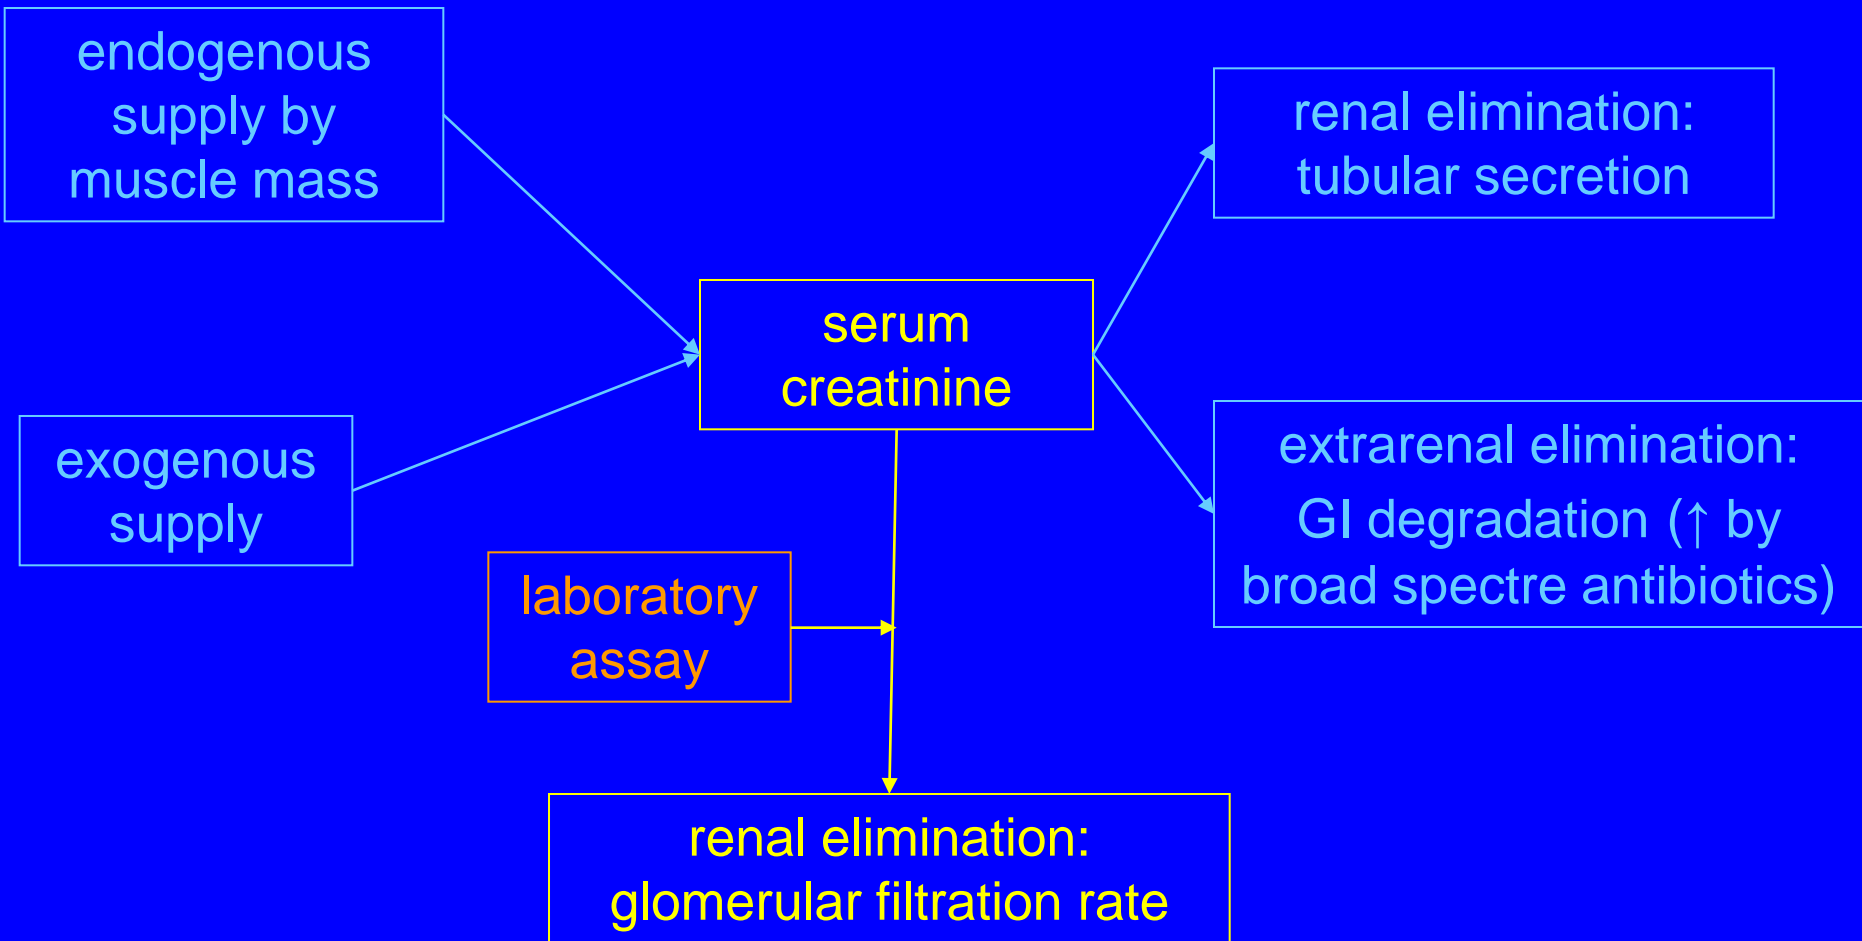 endogenous
supply by
muscle mass
renal elimination:
tubular secretion
serum
creatinine
exogenous
supply
extrarenal elimination:
GI degradation (↑ by
broad spectre antibiotics)
laboratory
assay
renal elimination:
glomerular filtration rate